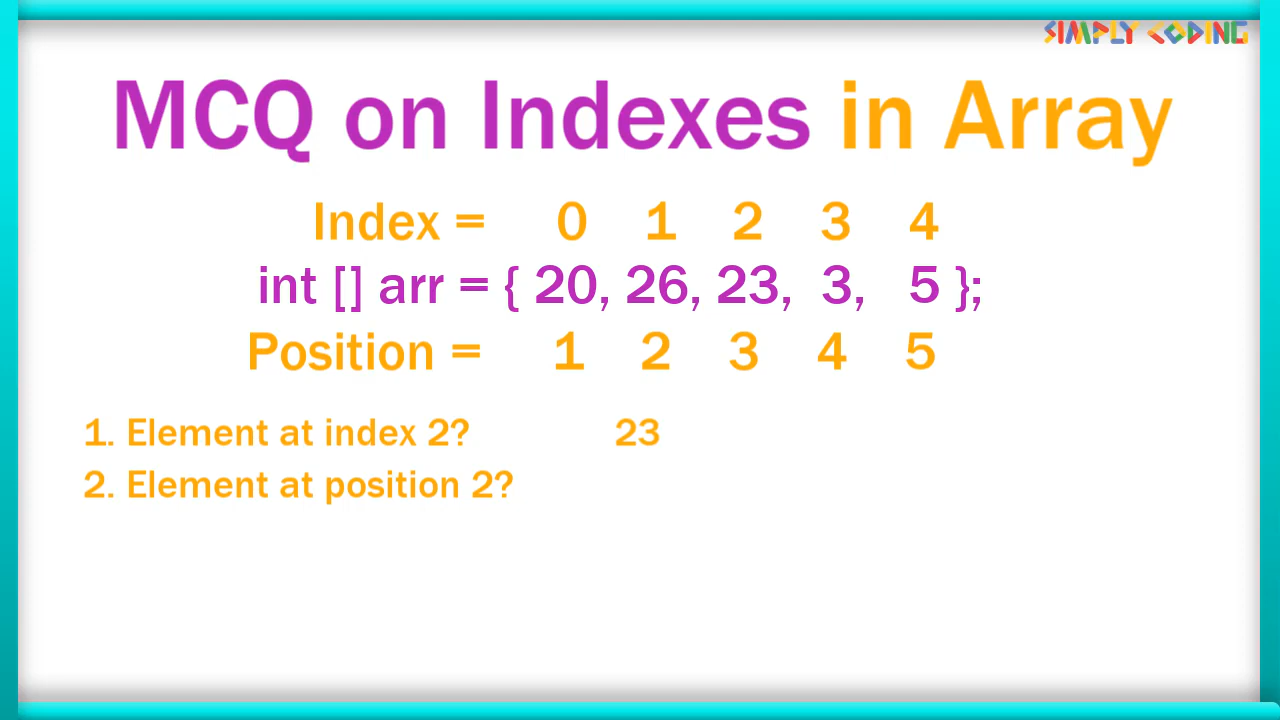 SIMPLY CODING
MCQ on Indexes in Array
Index = 0 1 2 3 4
int [] arr = { 20, 26, 23, 3, 5 };
Position = 1 2 3 4 5
1. Element at index 2? 23
2. Element at position 2?